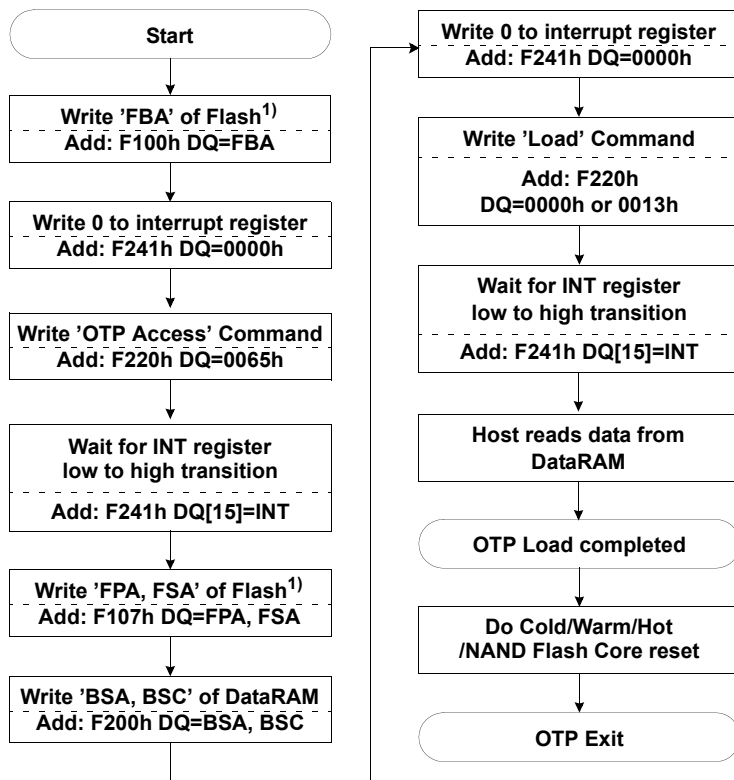 Start
Write 'FBA' of Flash1)
Add: F100h DQ=FBA
Write 0 to interrupt register
Add: F241h DQ=0000h
Write 'OTP Access' Command
Add: F220h DQ=0065h
Wait for INT register
low to high transition
Add: F241h DQ[15]=INT
Write 'FPA, FSA' of Flash1)
Add: F107h DQ=FPA, FSA
Write 'BSA, BSC' of DataRAM
Add: F200h DQ=BSA, BSC
Write 0 to interrupt register
Add: F241h DQ=0000h
Write 'Load' Command
Add: F220h
DQ=0000h or 0013h
Wait for INT register
low to high transition
Add: F241h DQ[15]=INT
Host reads data from
DataRAM
OTP Load completed
Do Cold/Warm/Hot
/NAND Flash Core reset
OTP Exit